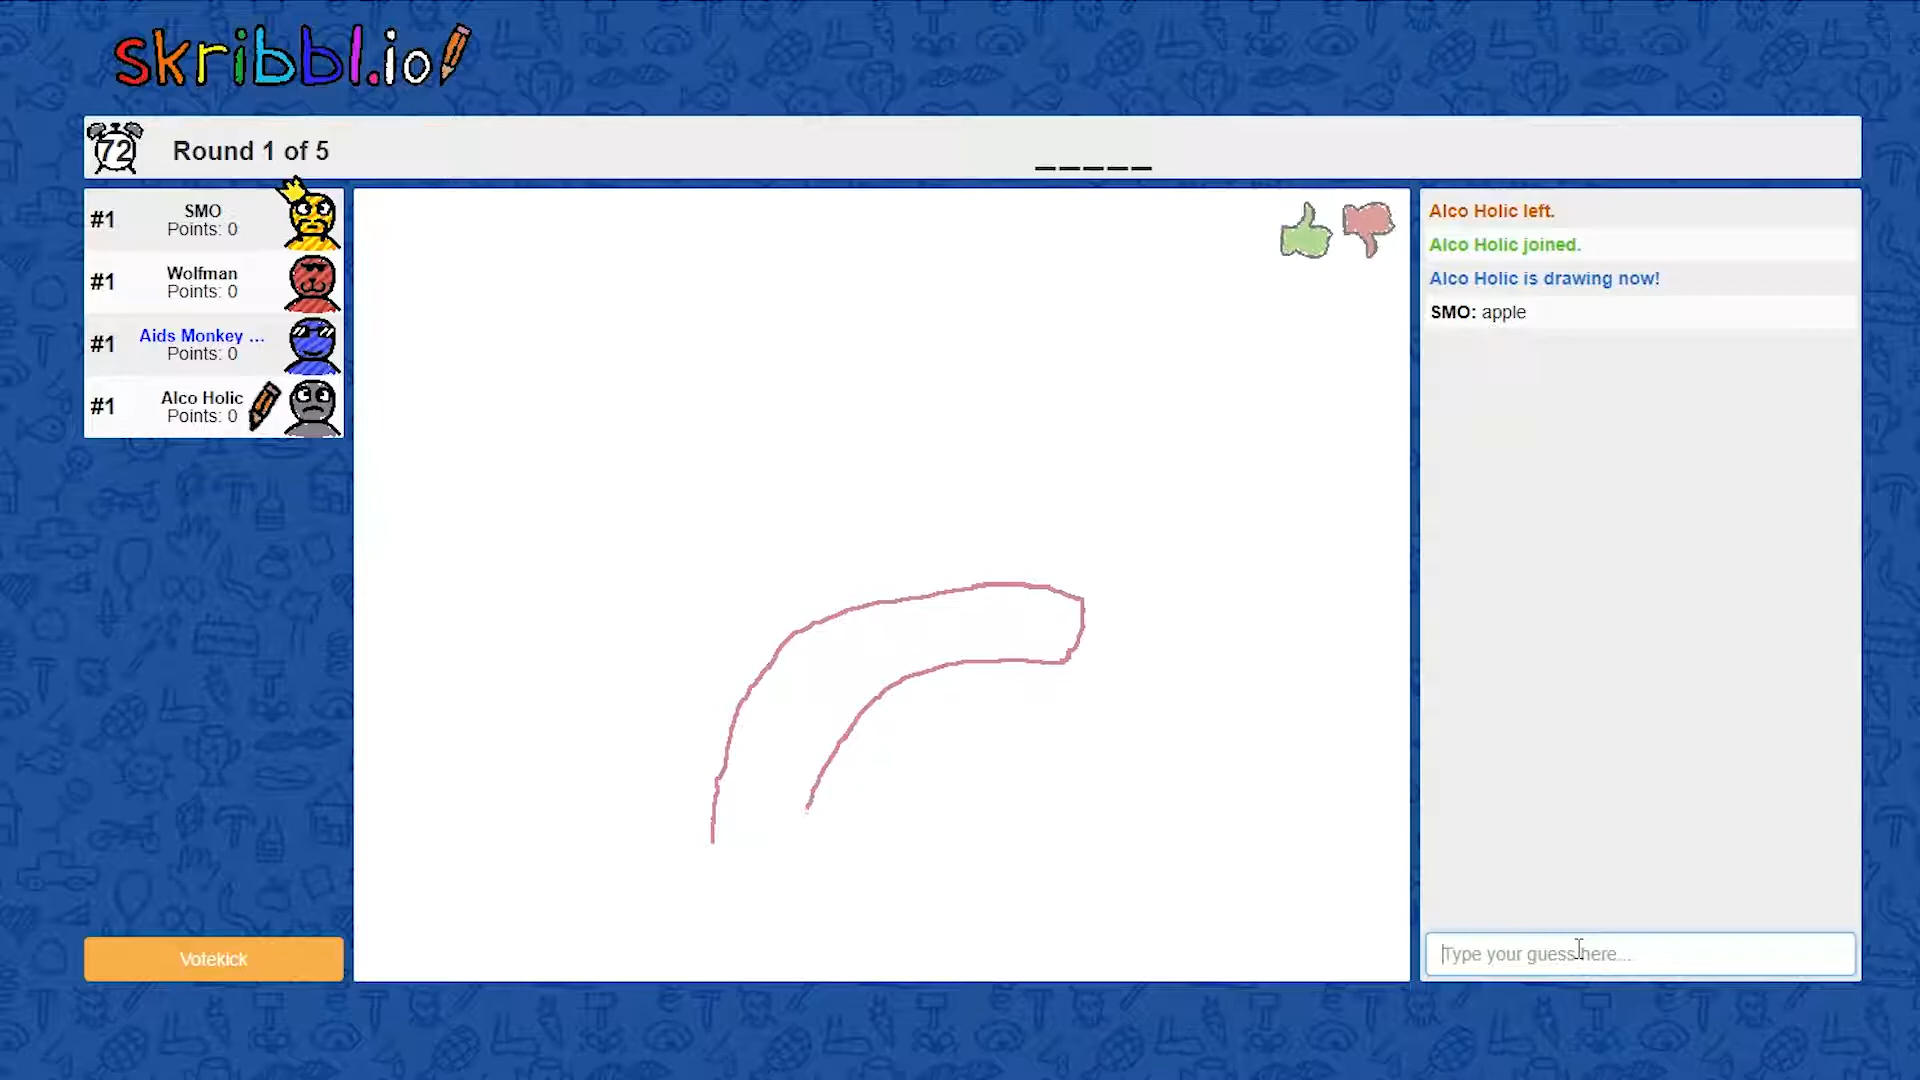 skribbl.io
72
Round 1 of 5
_____
#1
SMO
Points: 0
#1
Wolfman
Points: 0
#1
Aids Monkey ...
Points: 0
#1
Alco Holic
Points: 0
Alco Holic left.
Alco Holic joined.
Alco Holic is drawing now!
SMO: apple
Votekick
Type your guess here...